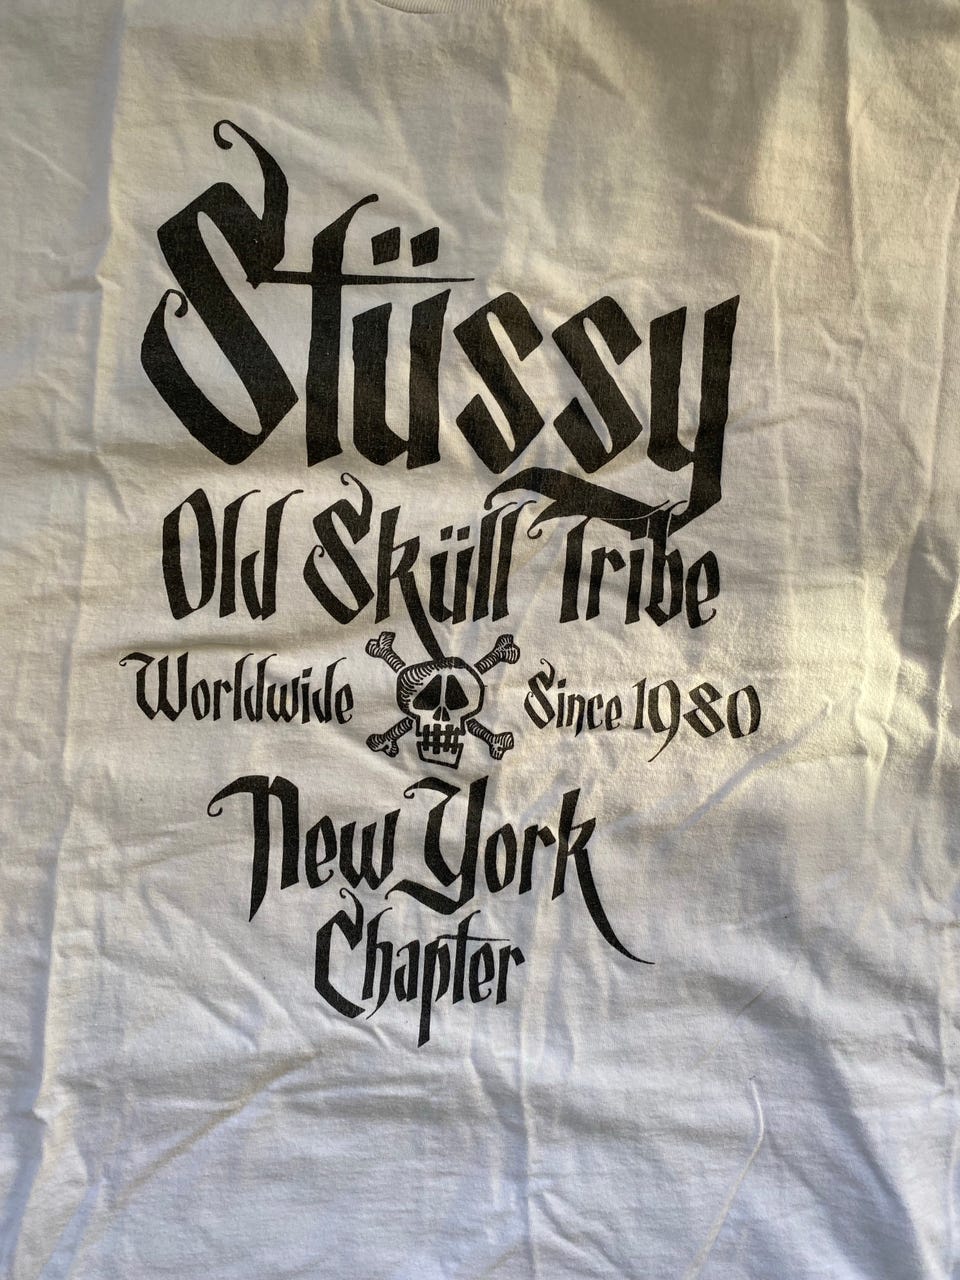 Stüssy
Old Sküll Tribe
Worldwide Since 1980
New York
Chapter